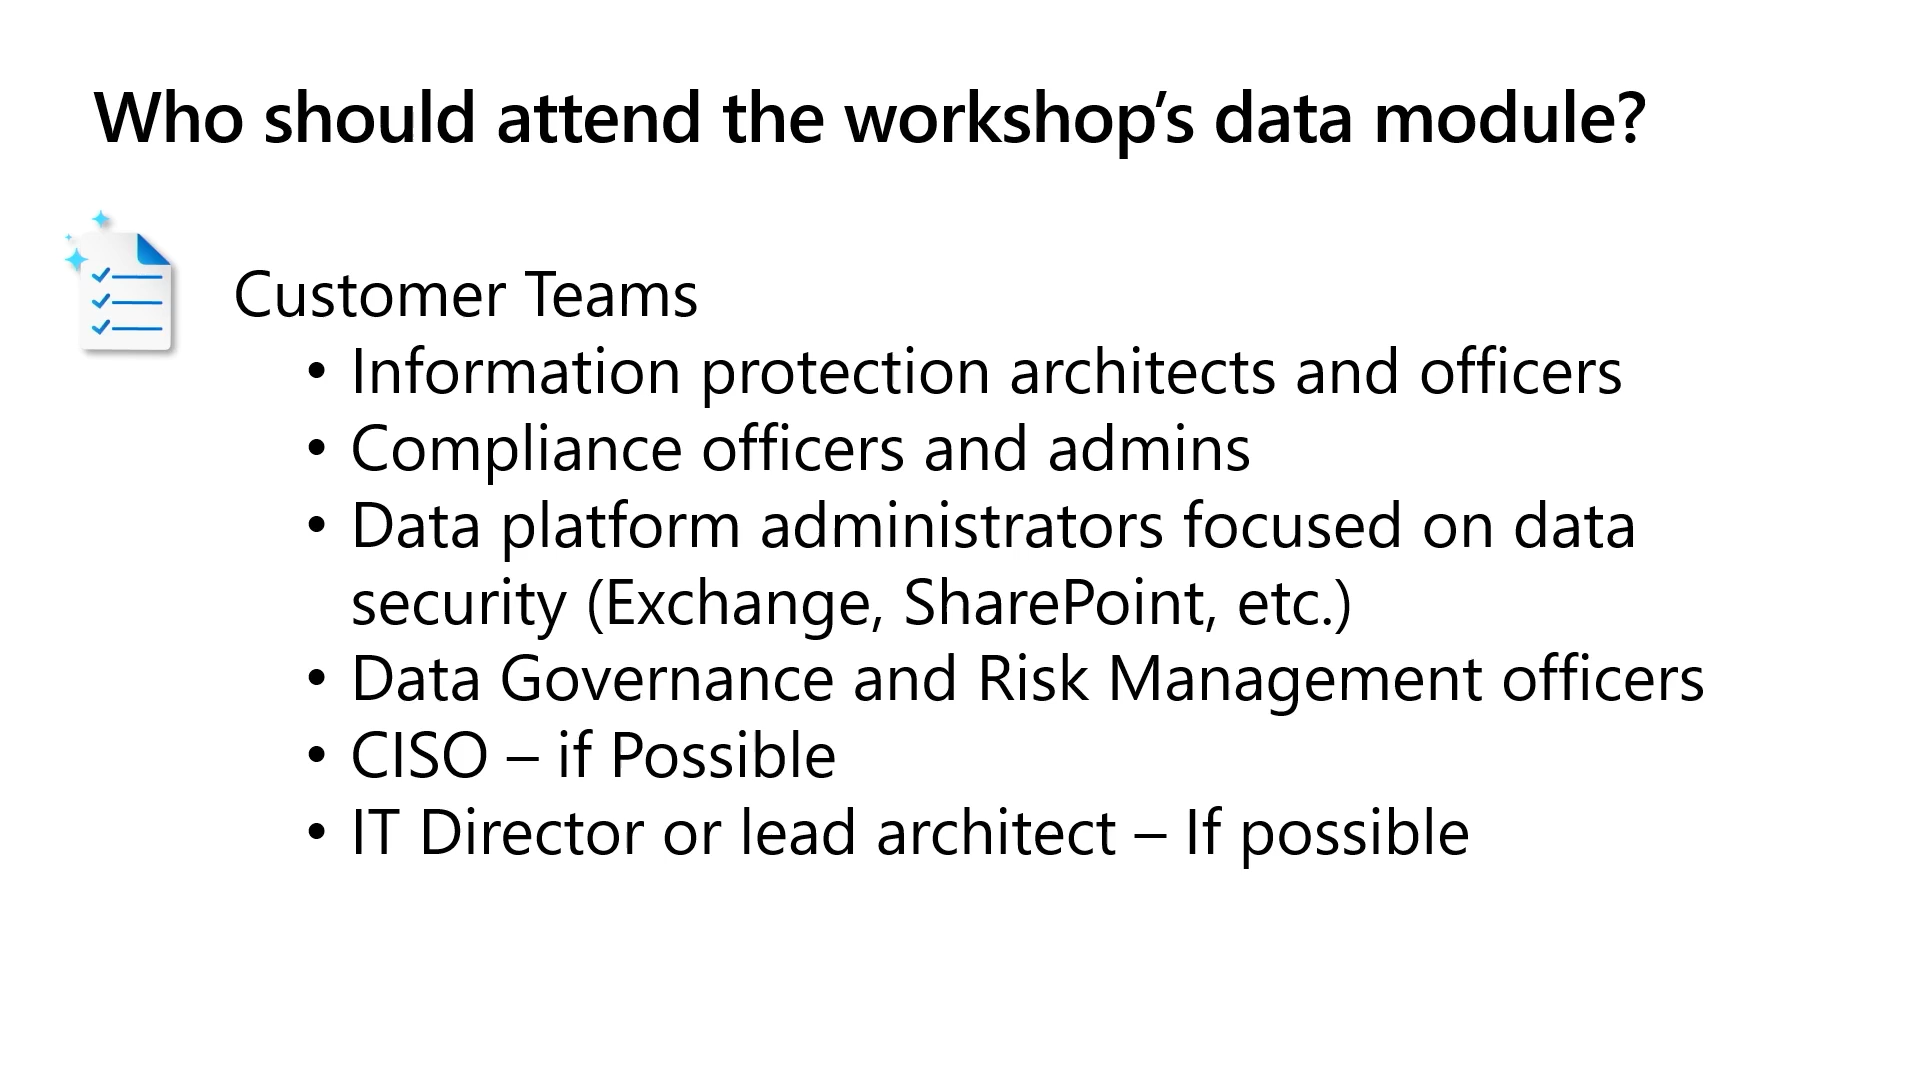 Who should attend the workshop’s data module?
Customer Teams
• Information protection architects and officers
• Compliance officers and admins
• Data platform administrators focused on data
security (Exchange, SharePoint, etc.)
• Data Governance and Risk Management officers
• CISO – if Possible
• IT Director or lead architect – If possible